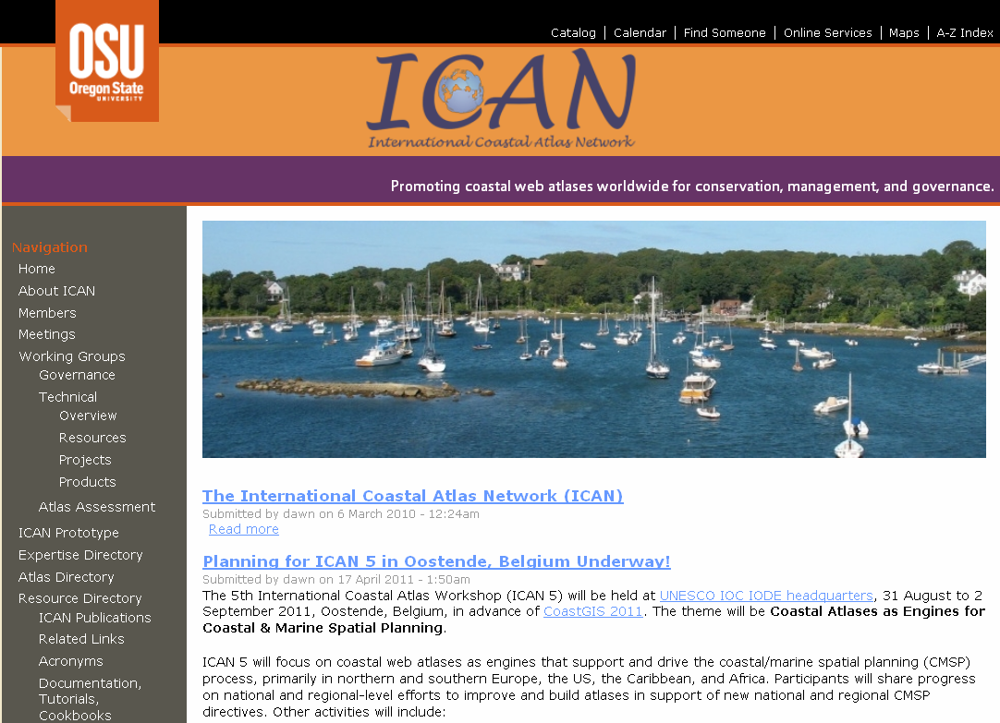 OSU
Oregon State
UNIVERSITY
Catalog
Calendar
Find Someone
Online Services
Maps
A-Z Index
ICAN
International Coastal Atlas Network
Promoting coastal web atlases worldwide for conservation, management, and governance.
Navigation
Home
About ICAN
Members
Meetings
Working Groups
Governance
Technical
Overview
Resources
Projects
Products
Atlas Assessment
ICAN Prototype
Expertise Directory
Atlas Directory
Resource Directory
ICAN Publications
Related Links
Acronyms
Documentation,
Tutorials,
Cookbooks
The International Coastal Atlas Network (ICAN)
Submitted by dawn on 6 March 2010 - 12:24am
Read more
Planning for ICAN 5 in Oostende, Belgium Underway!
Submitted by dawn on 17 April 2011 - 1:50am
The 5th International Coastal Atlas Workshop (ICAN 5) will be held at UNESCO IOC IODE headquarters, 31 August to 2
September 2011, Oostende, Belgium, in advance of CoastGIS 2011. The theme will be Coastal Atlases as Engines for
Coastal & Marine Spatial Planning.
ICAN 5 will focus on coastal web atlases as engines that support and drive the coastal/marine spatial planning (CMSP)
process, primarily in northern and southern Europe, the US, the Caribbean, and Africa. Participants will share progress
on national and regional-level efforts to improve and build atlases in support of new national and regional CMSP
directives. Other activities will include: